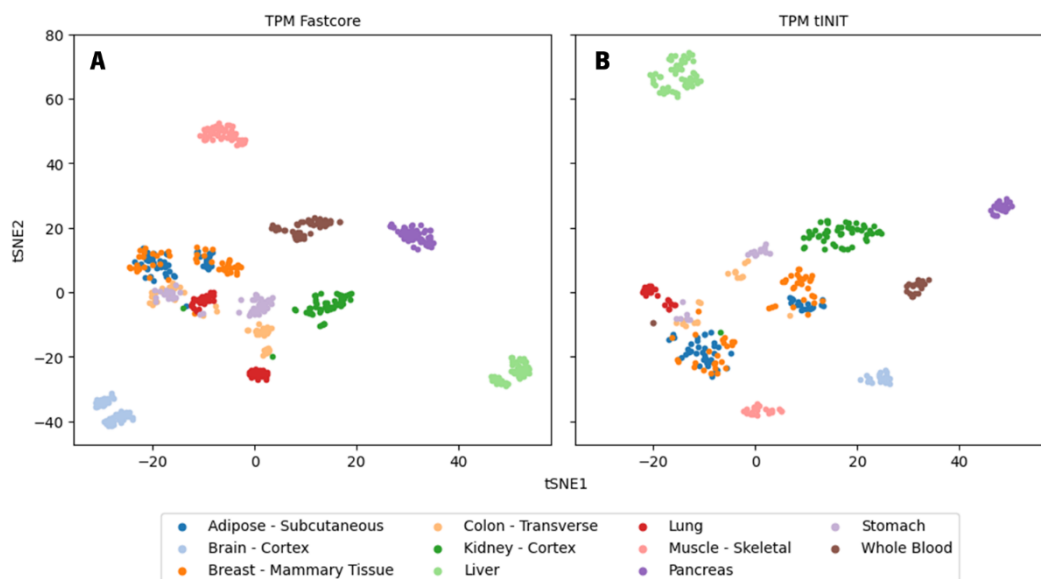 TPM Fastcore
TPM tINIT
A
B
80
60
40
20
0
−20
−40
tSNE2
−20
0
20
40
−20
0
20
40
tSNE1
Adipose - Subcutaneous
Colon - Transverse
Lung
Stomach
Brain - Cortex
Kidney - Cortex
Muscle - Skeletal
Whole Blood
Breast - Mammary Tissue
Liver
Pancreas